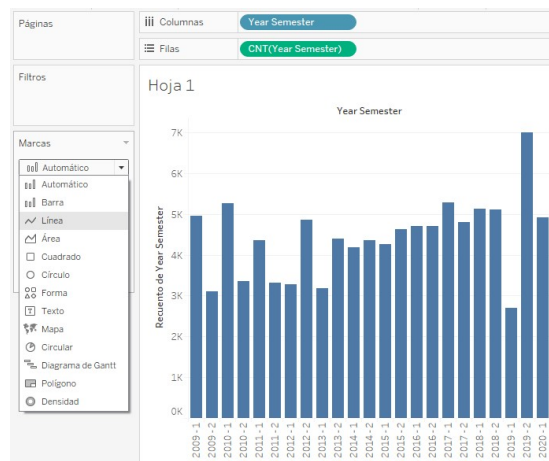 Páginas
Columnas
Year Semester
Filas
CNT(Year Semester)
Filtros
Marcas
Automático
Automático
Barra
Línea
Área
Cuadrado
Círculo
Forma
Texto
Mapa
Circular
Diagrama de Gantt
Polígono
Densidad
Hoja 1
Year Semester
Recuento de Year Semester
7K
6K
5K
4K
3K
2K
1K
0K
2009 - 1
2009 - 2
2010 - 1
2010 - 2
2011 - 1
2011 - 2
2012 - 1
2012 - 2
2013 - 1
2013 - 2
2014 - 1
2014 - 2
2015 - 1
2015 - 2
2016 - 1
2016 - 2
2017 - 1
2017 - 2
2018 - 1
2018 - 2
2019 - 1
2019 - 2
2020 - 1